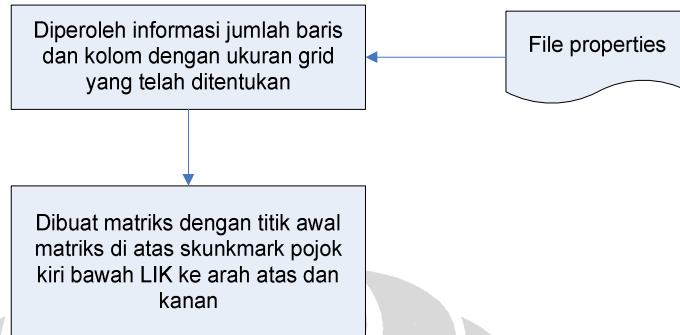 Diperoleh informasi jumlah baris
dan kolom dengan ukuran grid
yang telah ditentukan
File properties
Dibuat matriks dengan titik awal
matriks di atas skunkmark pojok
kiri bawah LIK ke arah atas dan
kanan